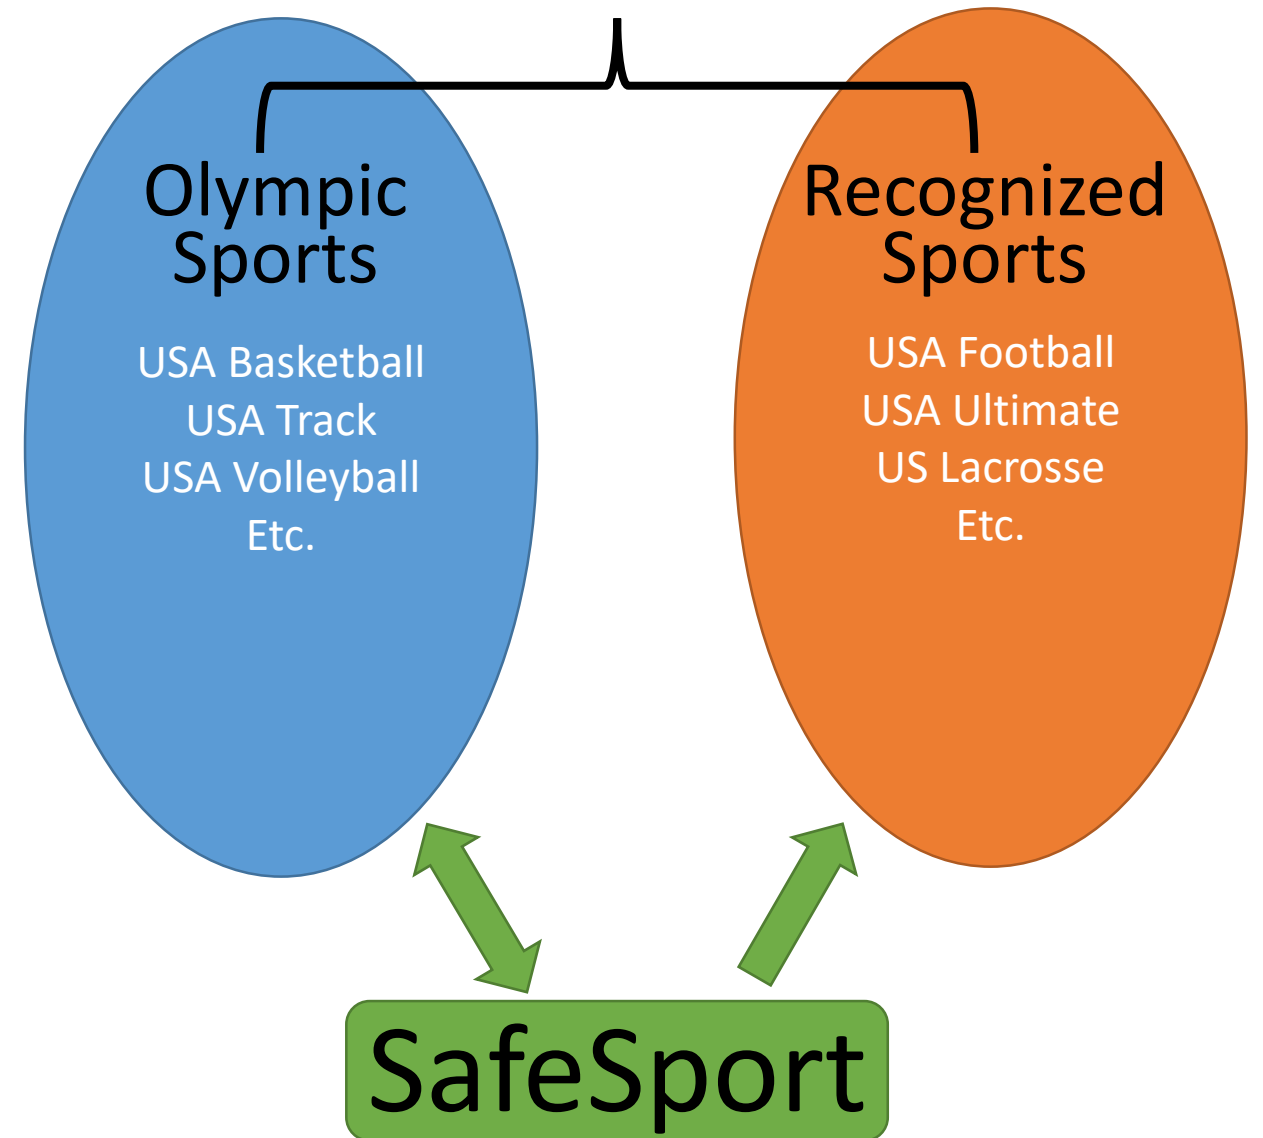 Olympic
Sports
USA Basketball
USA Track
USA Volleyball
Etc.
Recognized
Sports
USA Football
USA Ultimate
US Lacrosse
Etc.
SafeSport